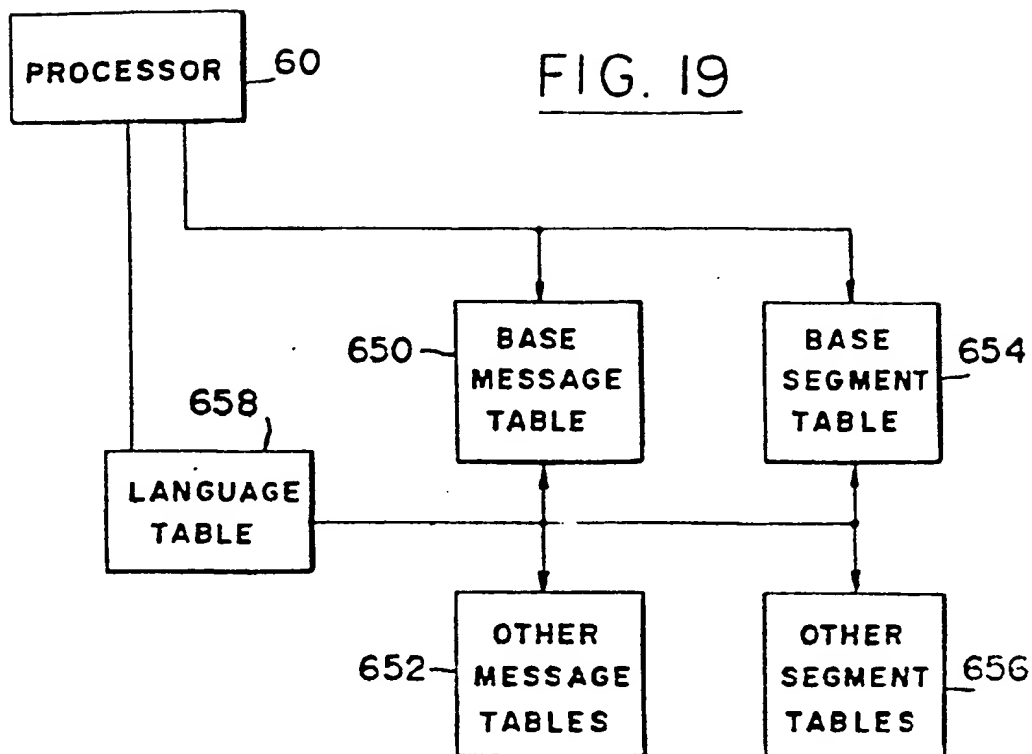 PROCESSOR
60
FIG. 19
650
BASE
MESSAGE
TABLE
BASE
SEGMENT
TABLE
654
658
LANGUAGE
TABLE
652
OTHER
MESSAGE
TABLES
OTHER
SEGMENT
TABLES
656